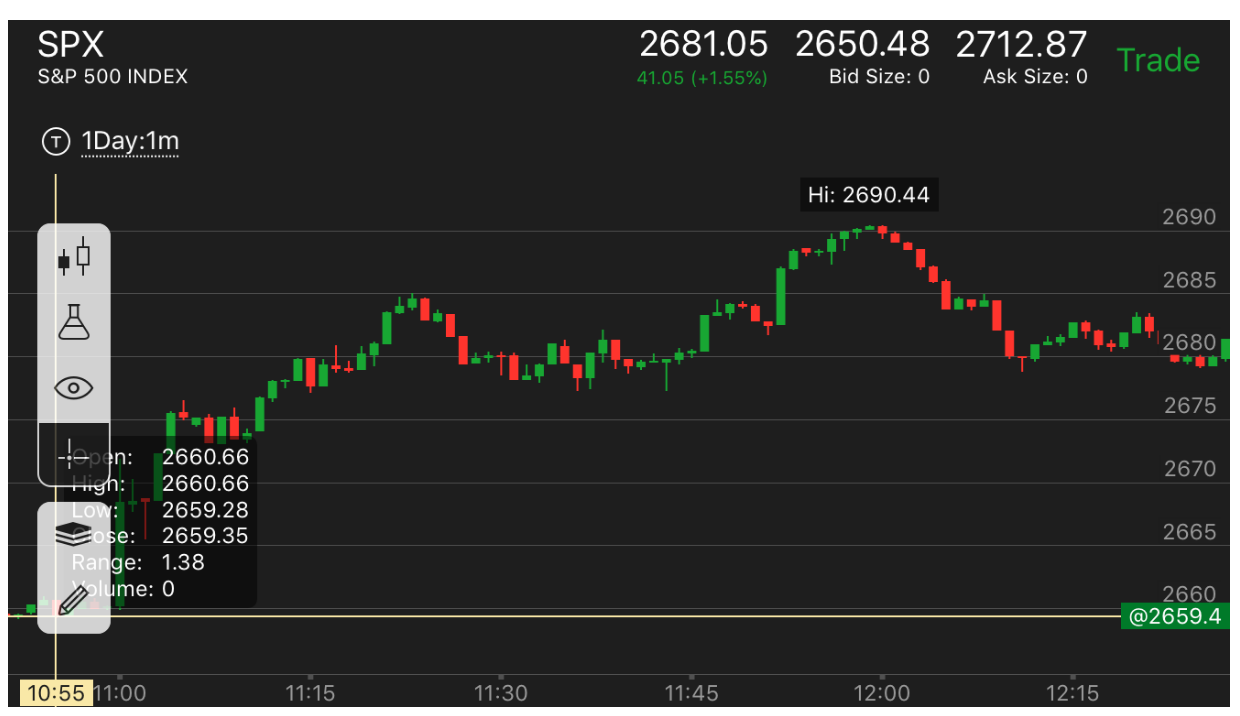 SPX 2681.05 2650.48 2712.87 Trade
S&P 500 INDEX 41.05 (+1.55%) Bid Size: 0 Ask Size: 0
T 1Day:1m
Hi: 2690.44
2690
2685
2680
2675
2670
2665
2660
Open: 2660.66
High: 2660.66
Low: 2659.28
Close: 2659.35
Range: 1.38
Volume: 0
@2659.4
10:55 11:00 11:15 11:30 11:45 12:00 12:15